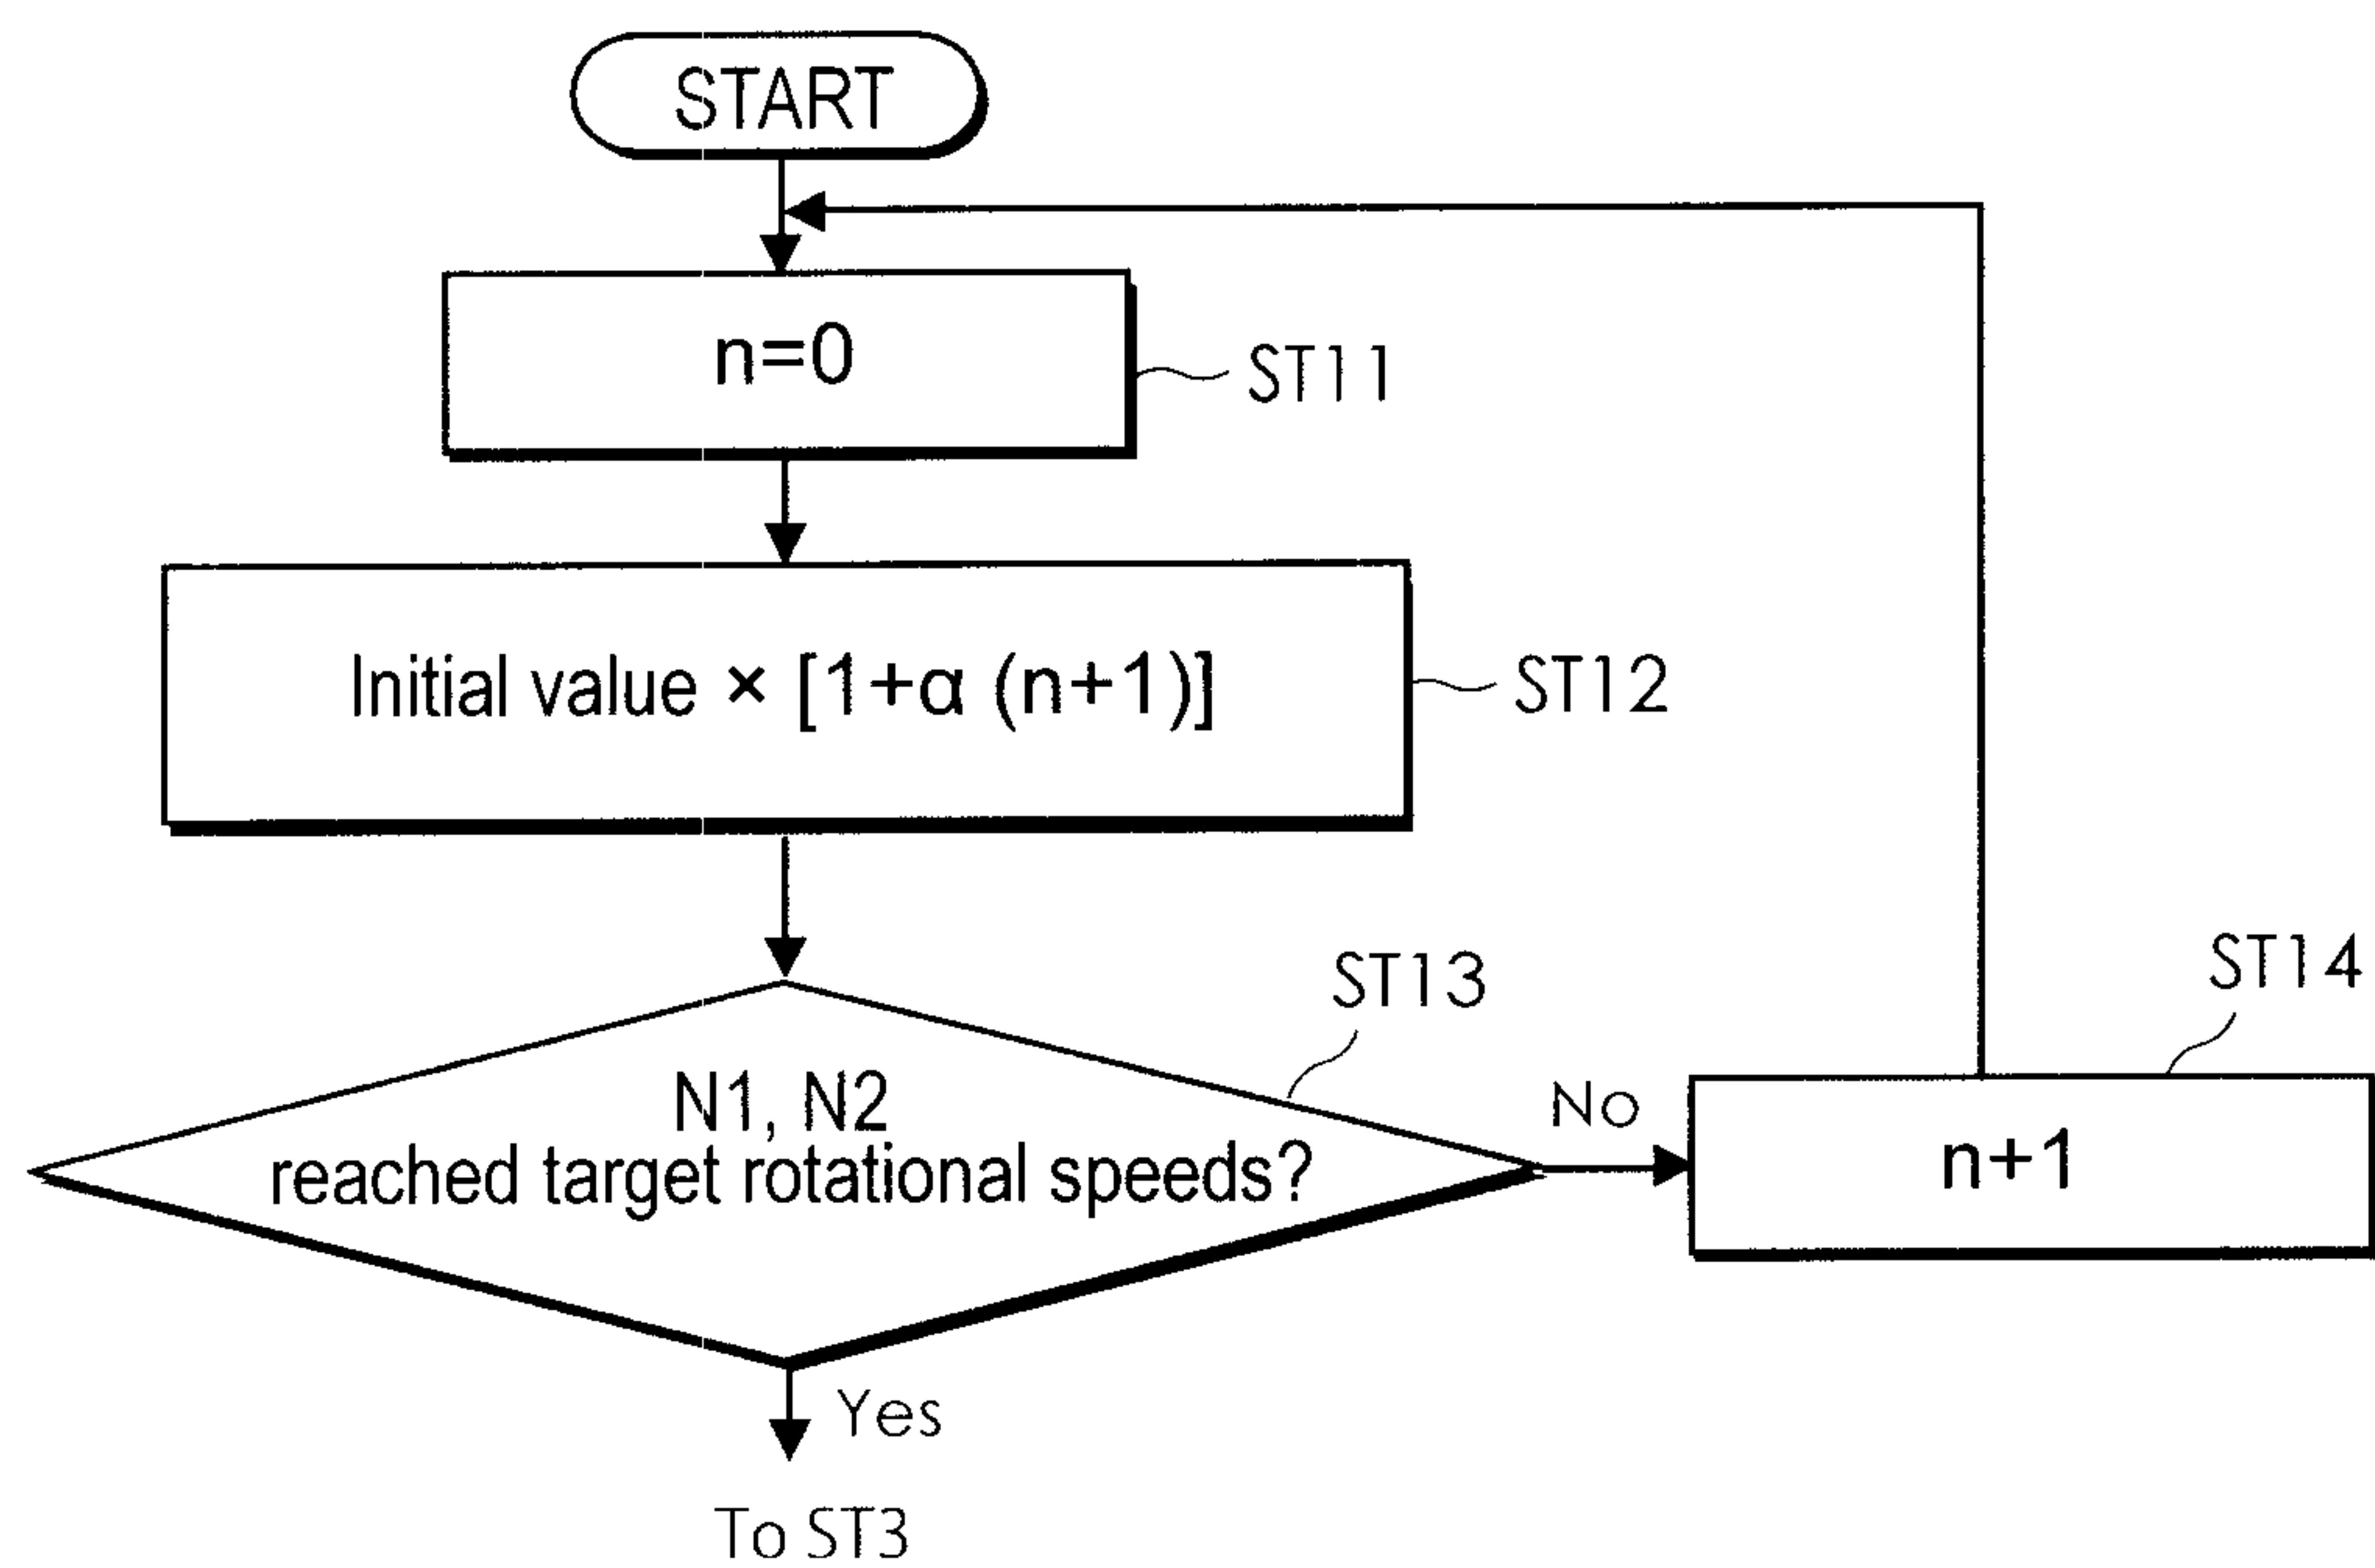 START
n=0
ST11
Initial value × [1+α (n+1)]
ST12
ST13
ST14
N1, N2
reached target rotational speeds?
No
n+1
Yes
To ST3